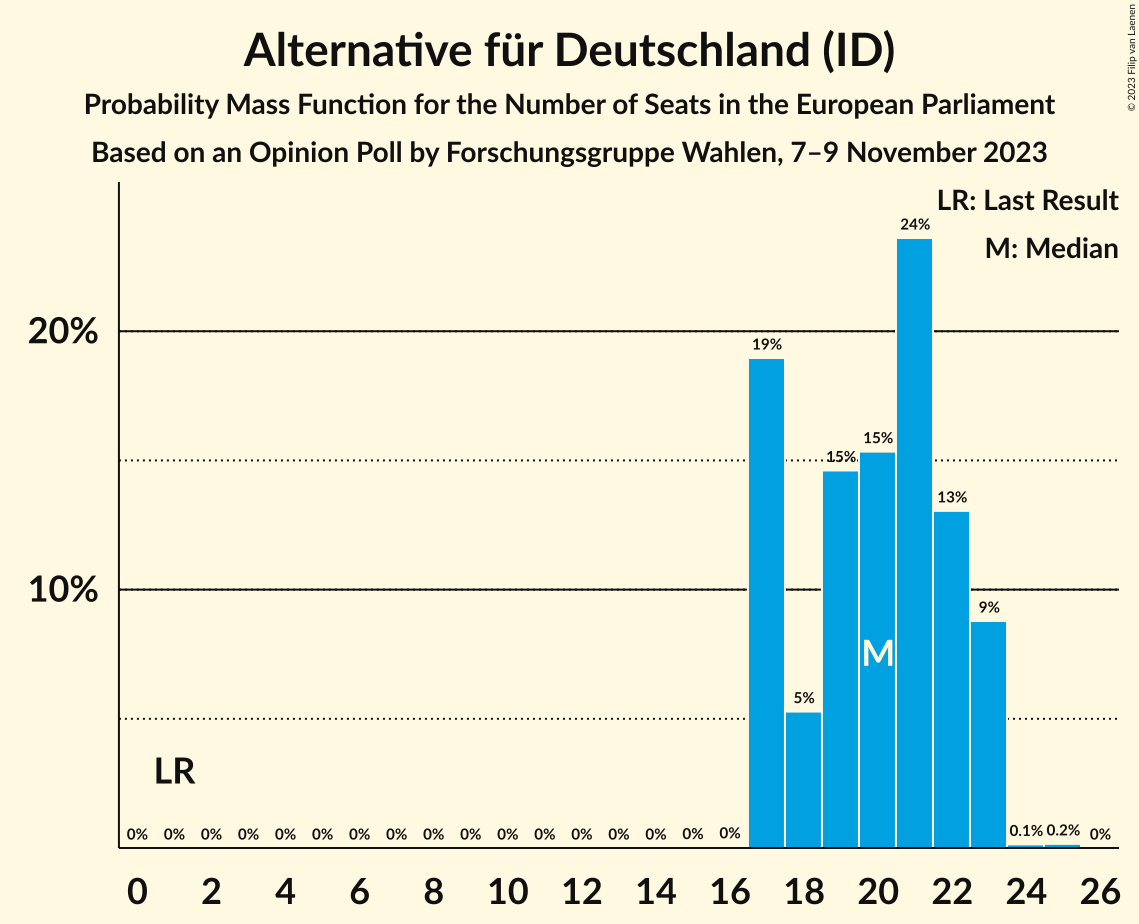 Alternative für Deutschland (ID)
Probability Mass Function for the Number of Seats in the European Parliament
Based on an Opinion Poll by Forschungsgruppe Wahlen, 7–9 November 2023
© 2023 Filip van Laenen
LR: Last Result
M: Median
24%
20%
19%
15%
15%
13%
10%
9%
M
5%
LR
0% 0% 0% 0% 0% 0% 0% 0% 0% 0% 0% 0% 0% 0% 0% 0% 0% 0.1% 0.2% 0%
0 2 4 6 8 10 12 14 16 18 20 22 24 26